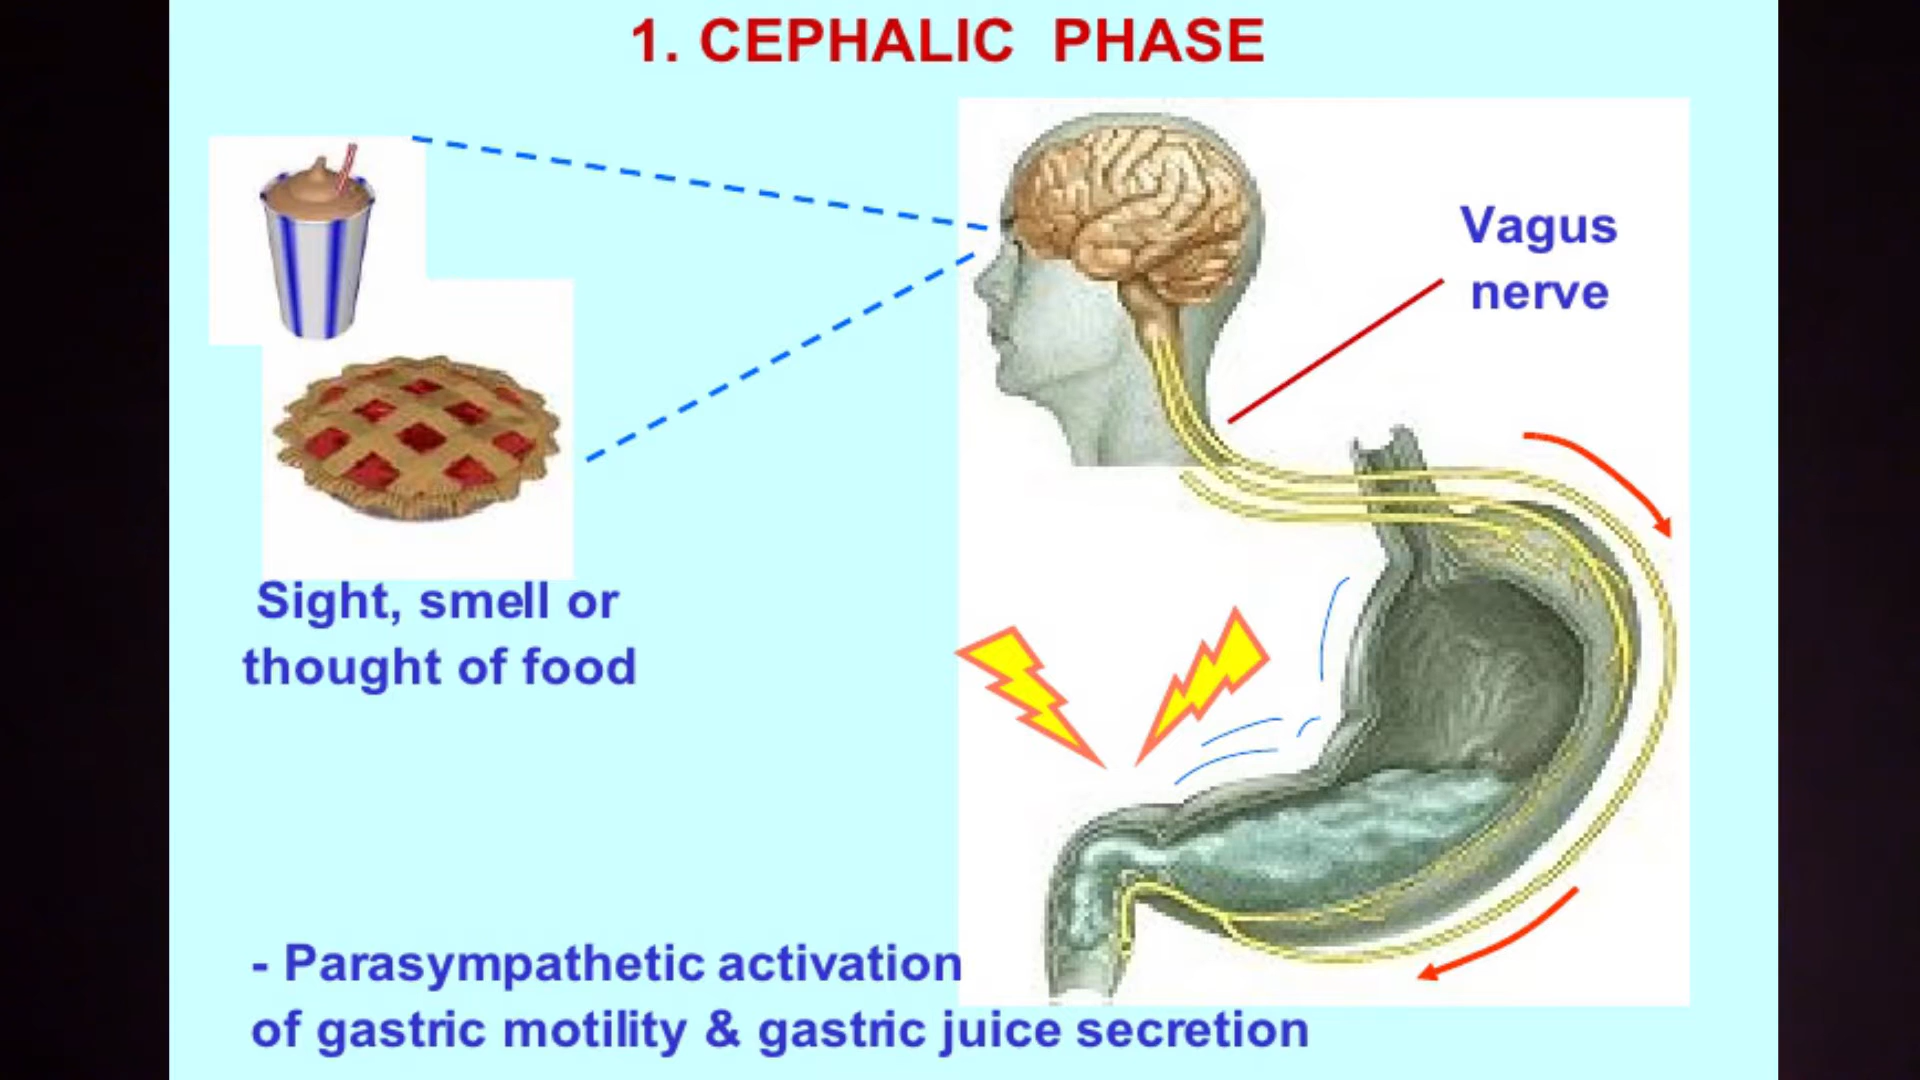 1. CEPHALIC PHASE
Vagus
nerve
Sight, smell or
thought of food
- Parasympathetic activation
of gastric motility & gastric juice secretion